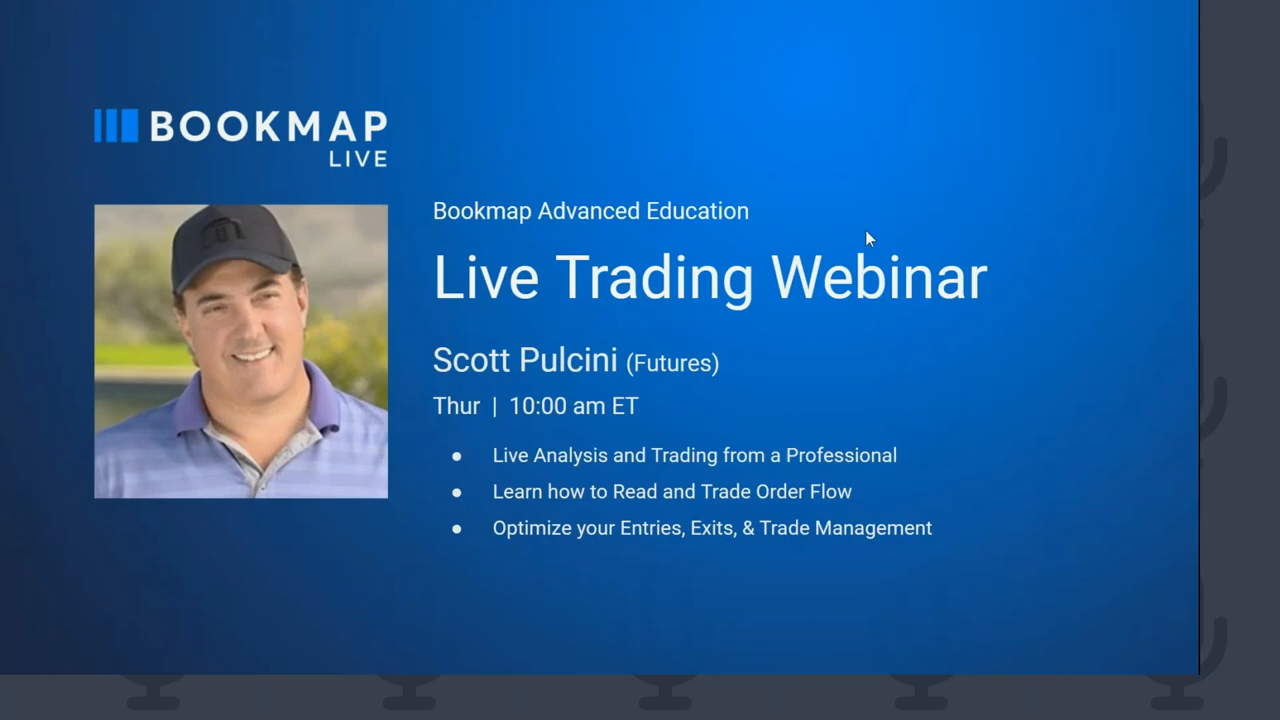 BOOKMAP
LIVE
Bookmap Advanced Education
Live Trading Webinar
Scott Pulcini (Futures)
Thur | 10:00 am ET
● Live Analysis and Trading from a Professional
● Learn how to Read and Trade Order Flow
● Optimize your Entries, Exits, & Trade Management